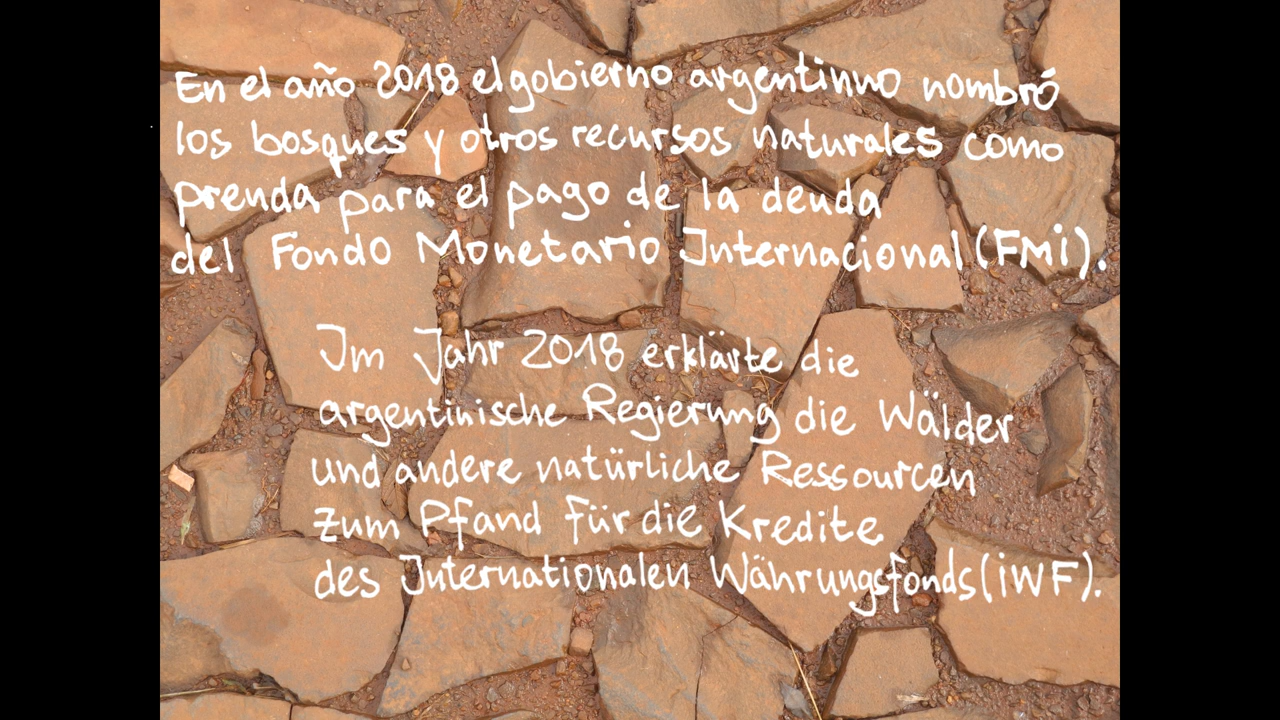 En el año 2018 el gobierno argentinno nombró
los bosques y otros recursos naturales como
prenda para el pago de la deuda
del Fondo Monetario Internacional (FMi).
Im Jahr 2018 erklärte die
argentinische Regierung die Wälder
und andere natürliche Ressourcen
zum Pfand für die Kredite
des Internationalen Währungsfonds (iWF).